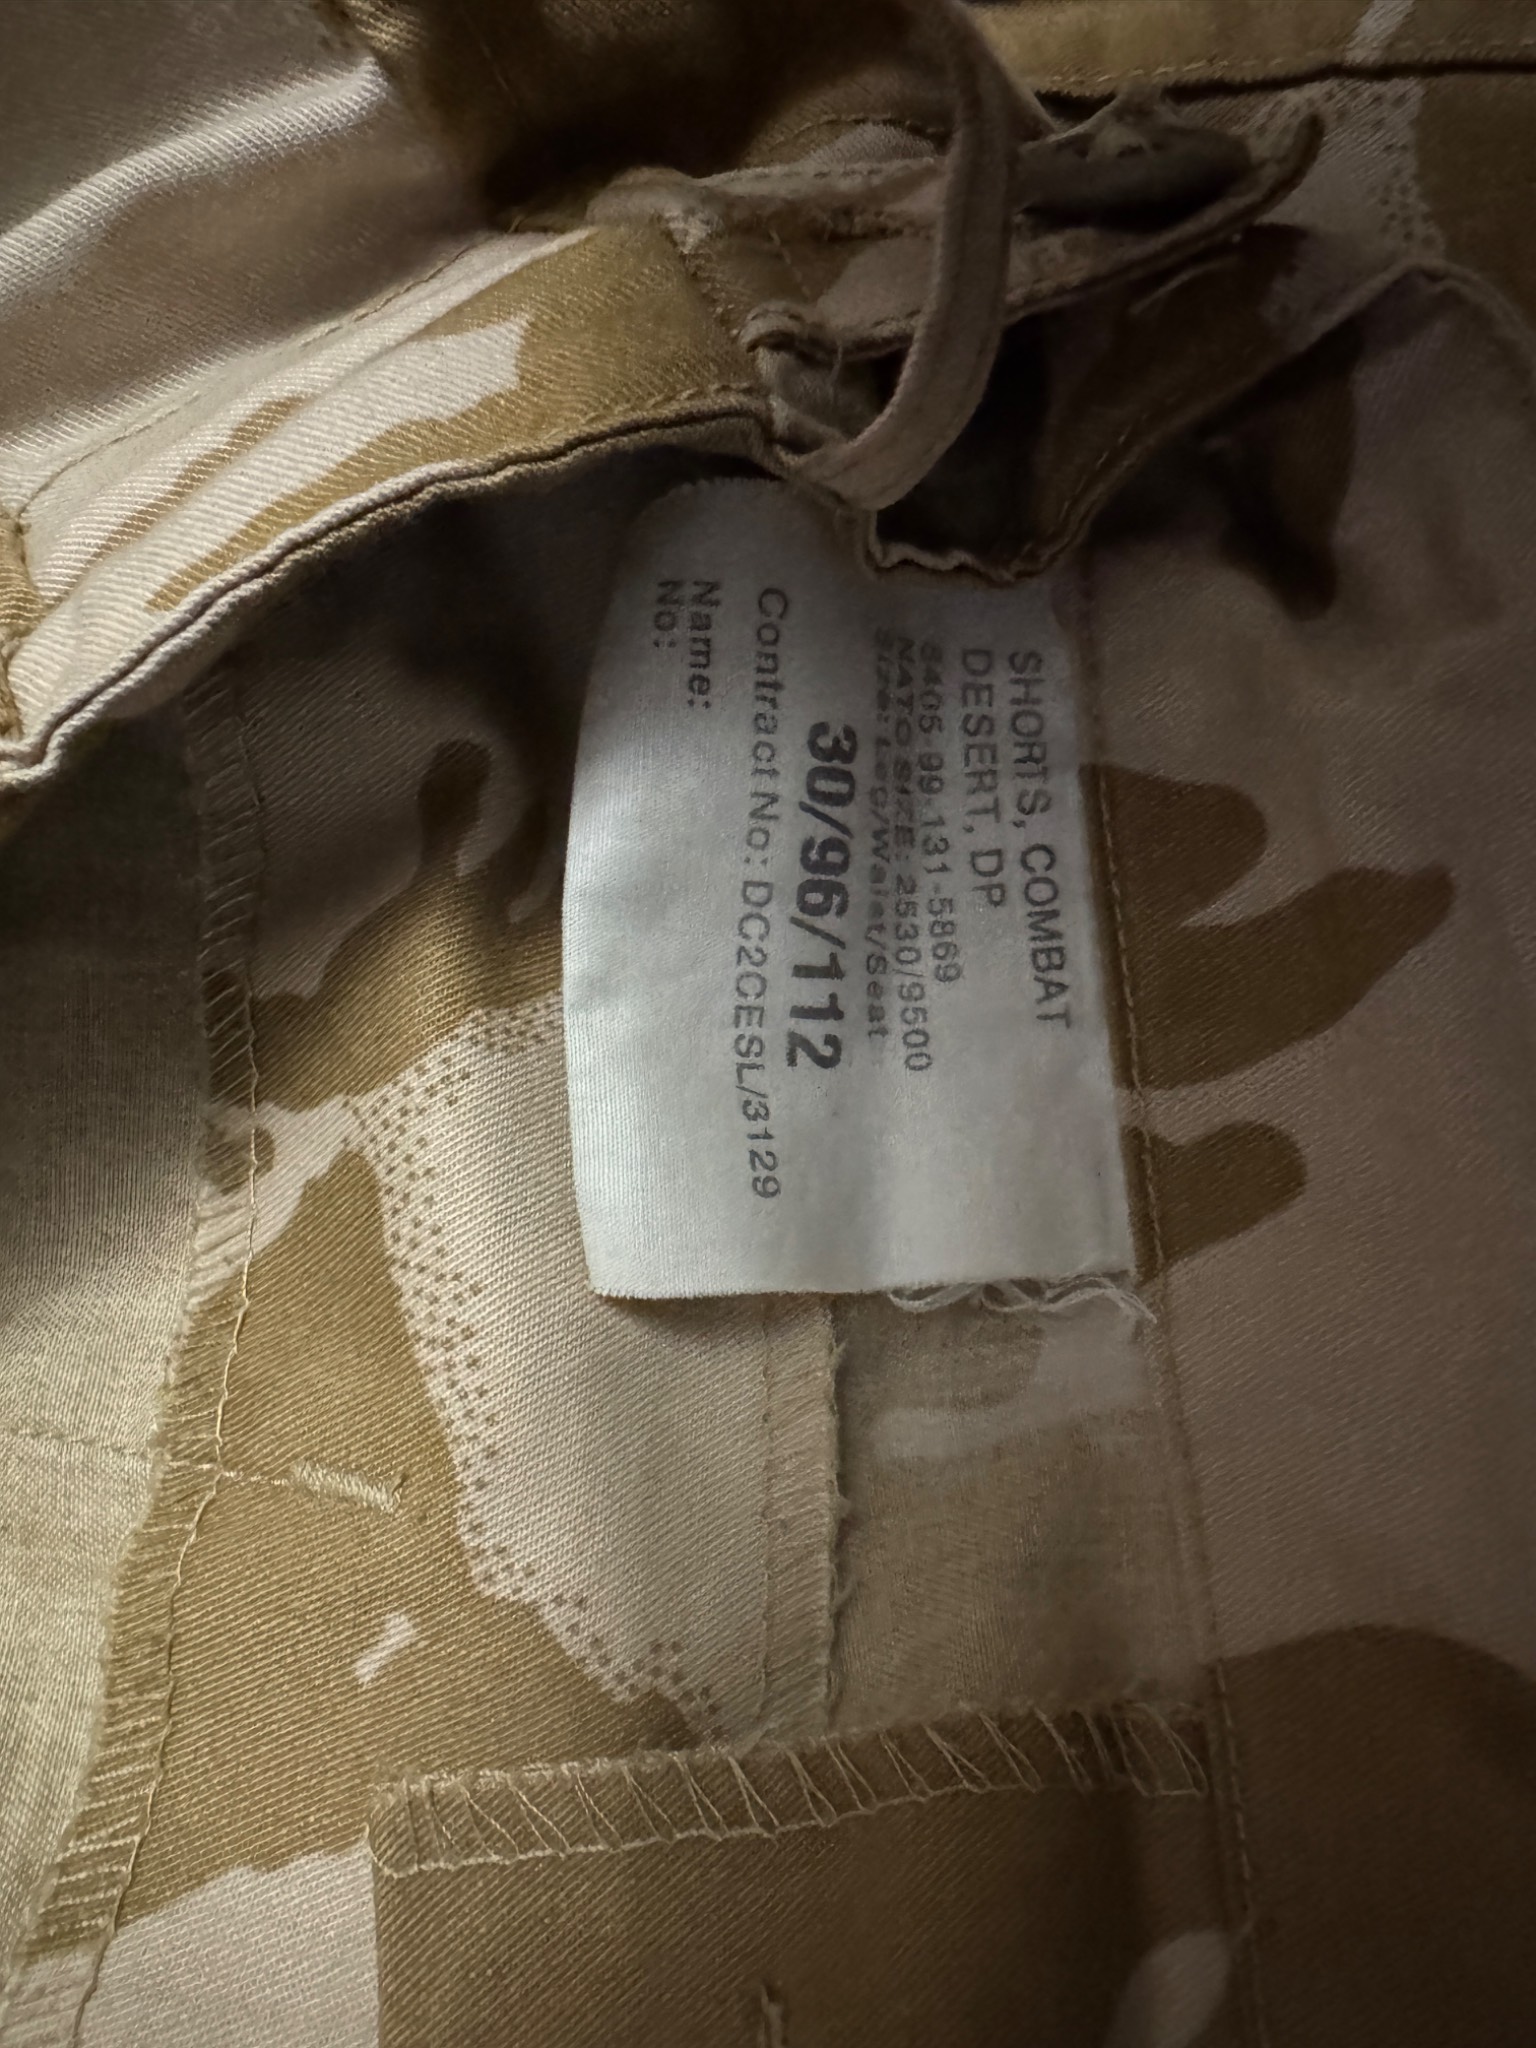 SHORTS, COMBAT
DESERT, DP
8405 99-131-5869
NATO SIZE: 2530/9500
Size: Leg/Waist/Seat
30/96/112
Contract No: DC2CESL/3129
Name:
No: